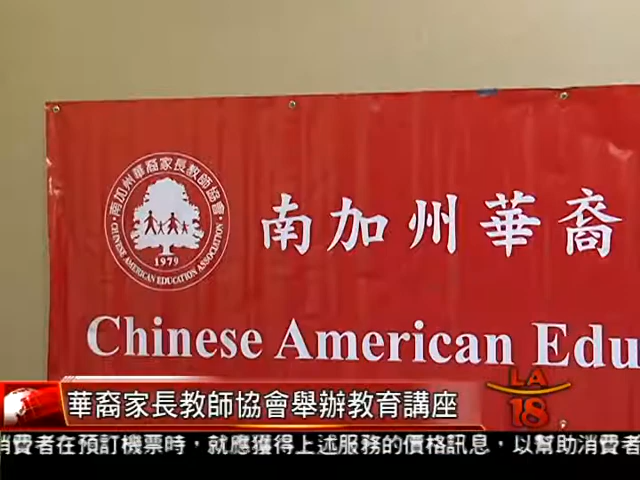 南加州華裔家長教師協會
CHINESE AMERICAN EDUCATION ASSOCIATION
1979
南加州華裔
Chinese American Edu
LA
18
華裔家長教師協會舉辦教育講座
消費者在預訂機票時，就應獲得上述服務的價格訊息，以幫助消費者